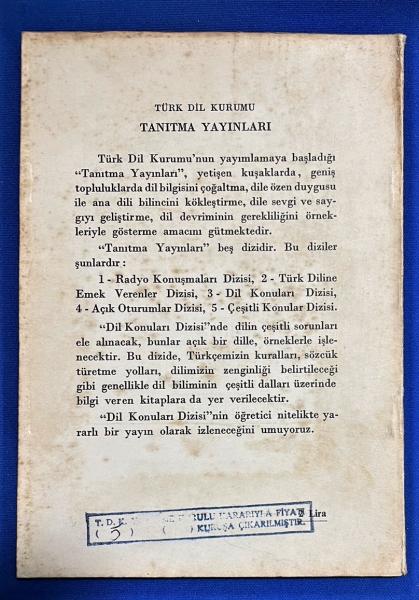 TÜRK DİL KURUMU
TANITMA YAYINLARI
Türk Dil Kurumu'nun yayımlamaya başladığı
"Tanıtma Yayınları", yetişen kuşaklarda, geniş
topluluklarda dil bilgisini çoğaltma, dile özen duygusu
ile ana dili bilincini kökleştirme, dile sevgi ve say-
gıyı geliştirme, dil devriminin gerekliliğini örnek-
leriyle gösterme amacını gütmektedir.
"Tanıtma Yayınları" beş dizidir. Bu diziler
şunlardır :
1 - Radyo Konuşmaları Dizisi, 2 - Türk Diline
Emek Verenler Dizisi, 3 - Dil Konuları Dizisi,
4 - Açık Oturumlar Dizisi, 5 - Çeşitli Konular Dizisi.
"Dil Konuları Dizisi"nde dilin çeşitli sorunları
ele alınacak, bunlar açık bir dille, örneklerle işle-
necektir. Bu dizide, Türkçemizin kuralları, sözcük
türetme yolları, dilimizin zenginliği belirtileceği
gibi genellikle dil biliminin çeşitli dalları üzerinde
bilgi veren kitaplara da yer verilecektir.
"Dil Konuları Dizisi"nin öğretici nitelikte ya-
rarlı bir yayın olarak izleneceğini umuyoruz.
Lira
T. D. K. KURULU KARARIYLA FİYATI
( 5 ) ( ) KURUŞA ÇIKARILMIŞTIR.